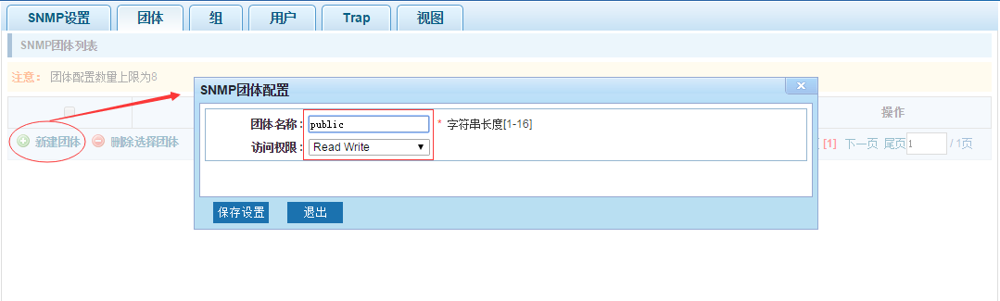 SNMP设置 团体 组 用户 Trap 视图
SNMP团体列表
注意： 团体配置数量上限为8
SNMP团体配置
操作
团体名称 : public * 字符串长度[1-16]
新建团体 删除选择团体 [1] 下一页 尾页 1 / 1页
访问权限 : Read Write
保存设置 退出